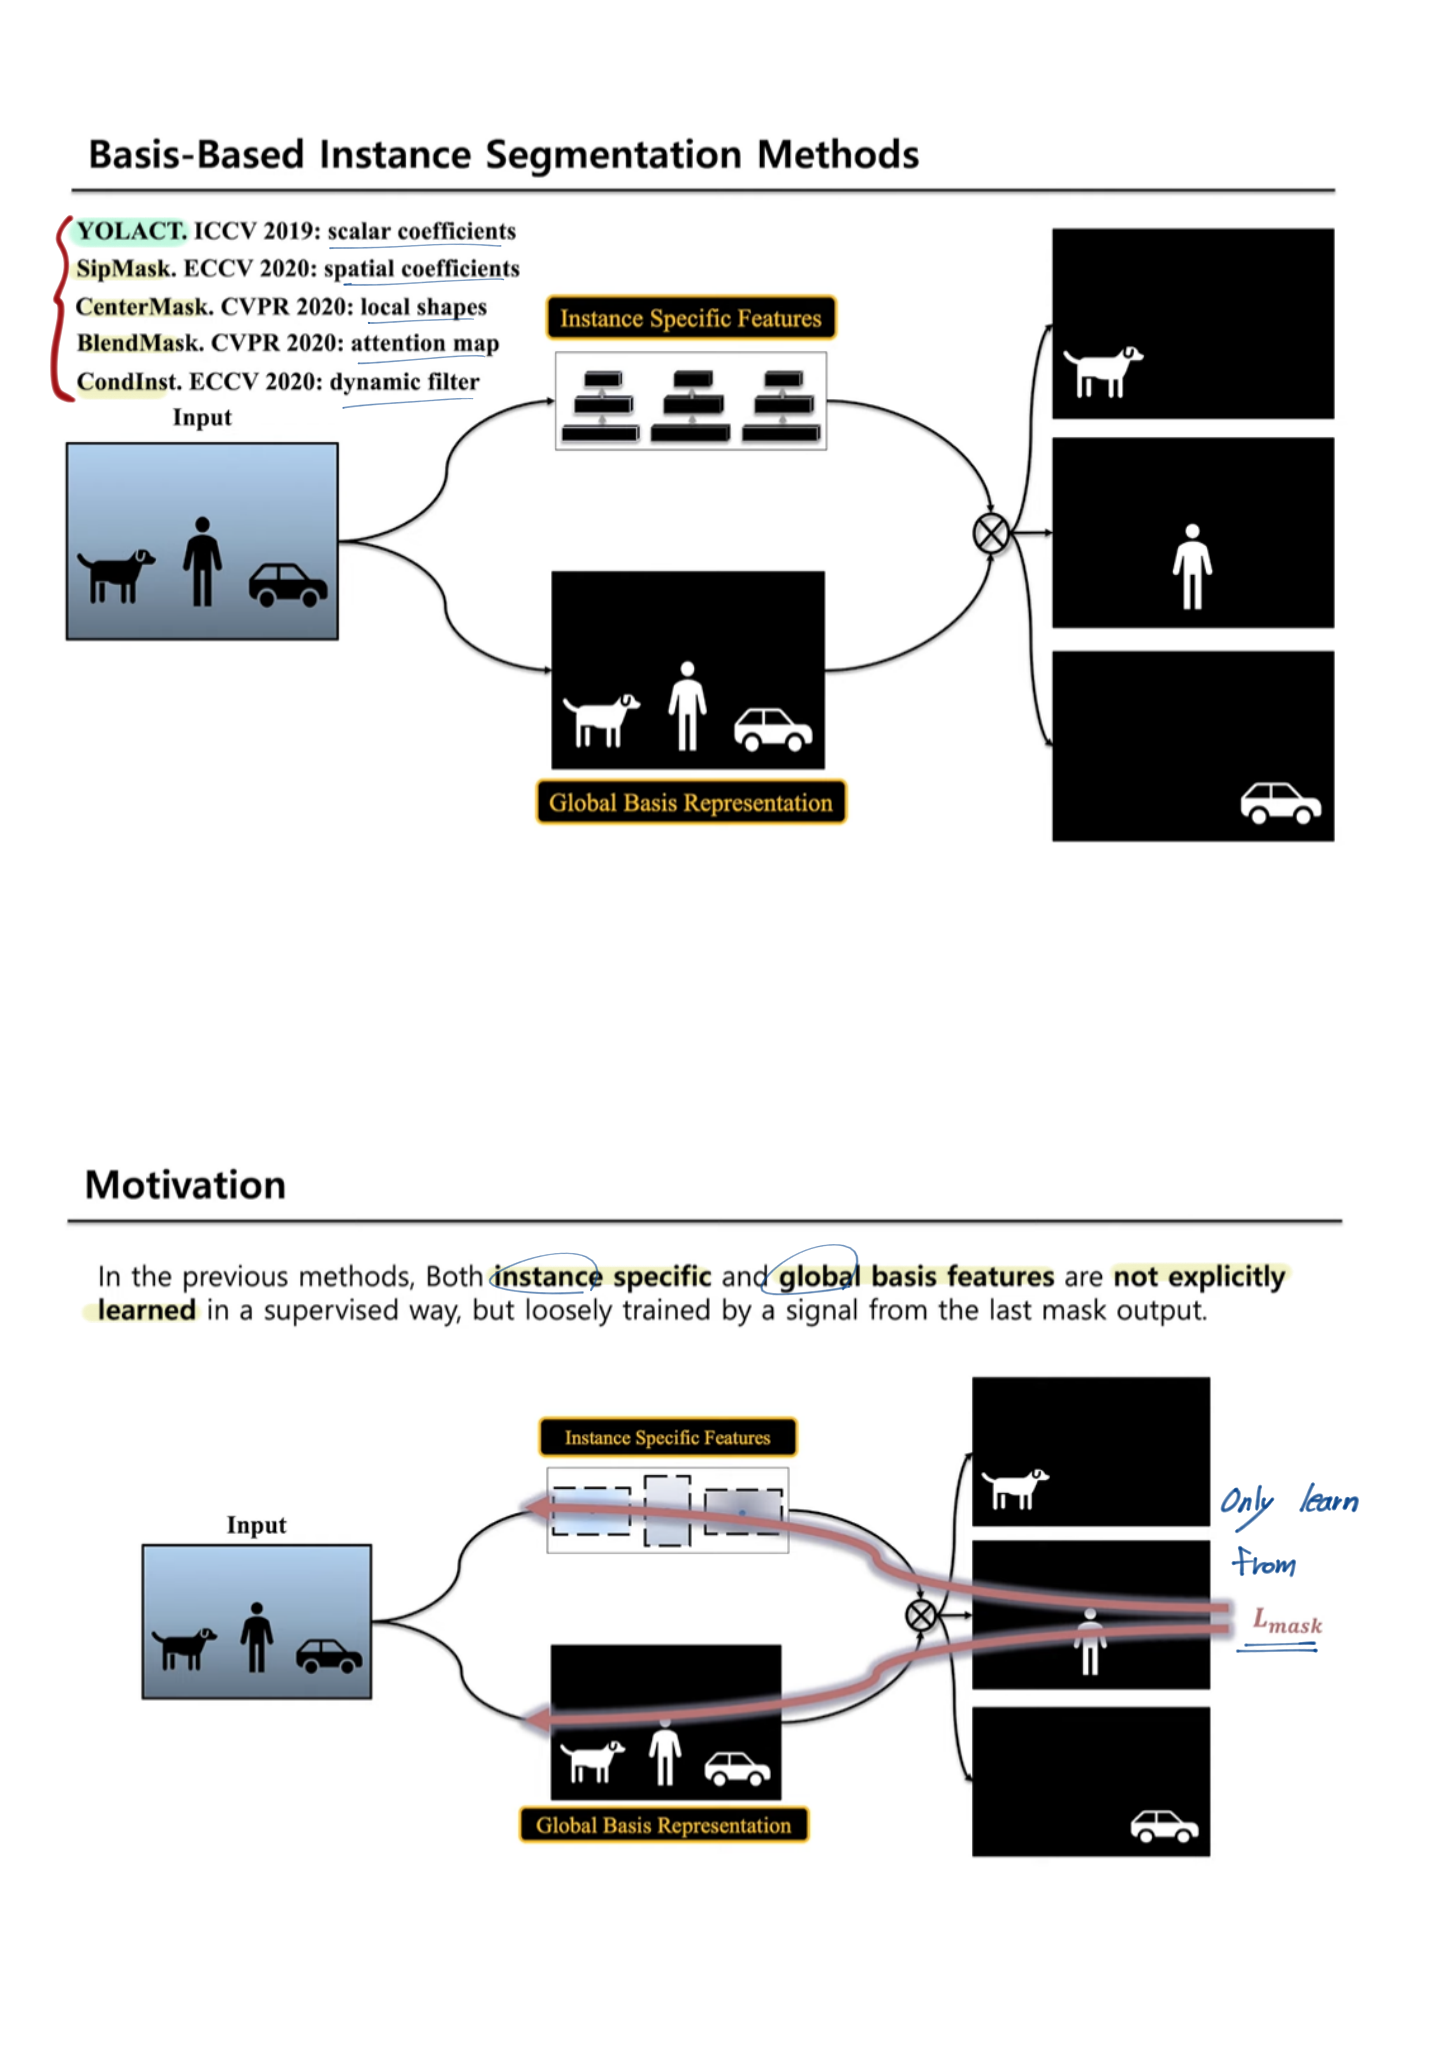 Basis-Based Instance Segmentation Methods
YOLACT. ICCV 2019: scalar coefficients
SipMask. ECCV 2020: spatial coefficients
CenterMask. CVPR 2020: local shapes
BlendMask. CVPR 2020: attention map
CondInst. ECCV 2020: dynamic filter
Input
Instance Specific Features
Global Basis Representation
Motivation
In the previous methods, Both instance specific and global basis features are not explicitly
learned in a supervised way, but loosely trained by a signal from the last mask output.
Instance Specific Features
Input
Only learn
from
L_mask
Global Basis Representation